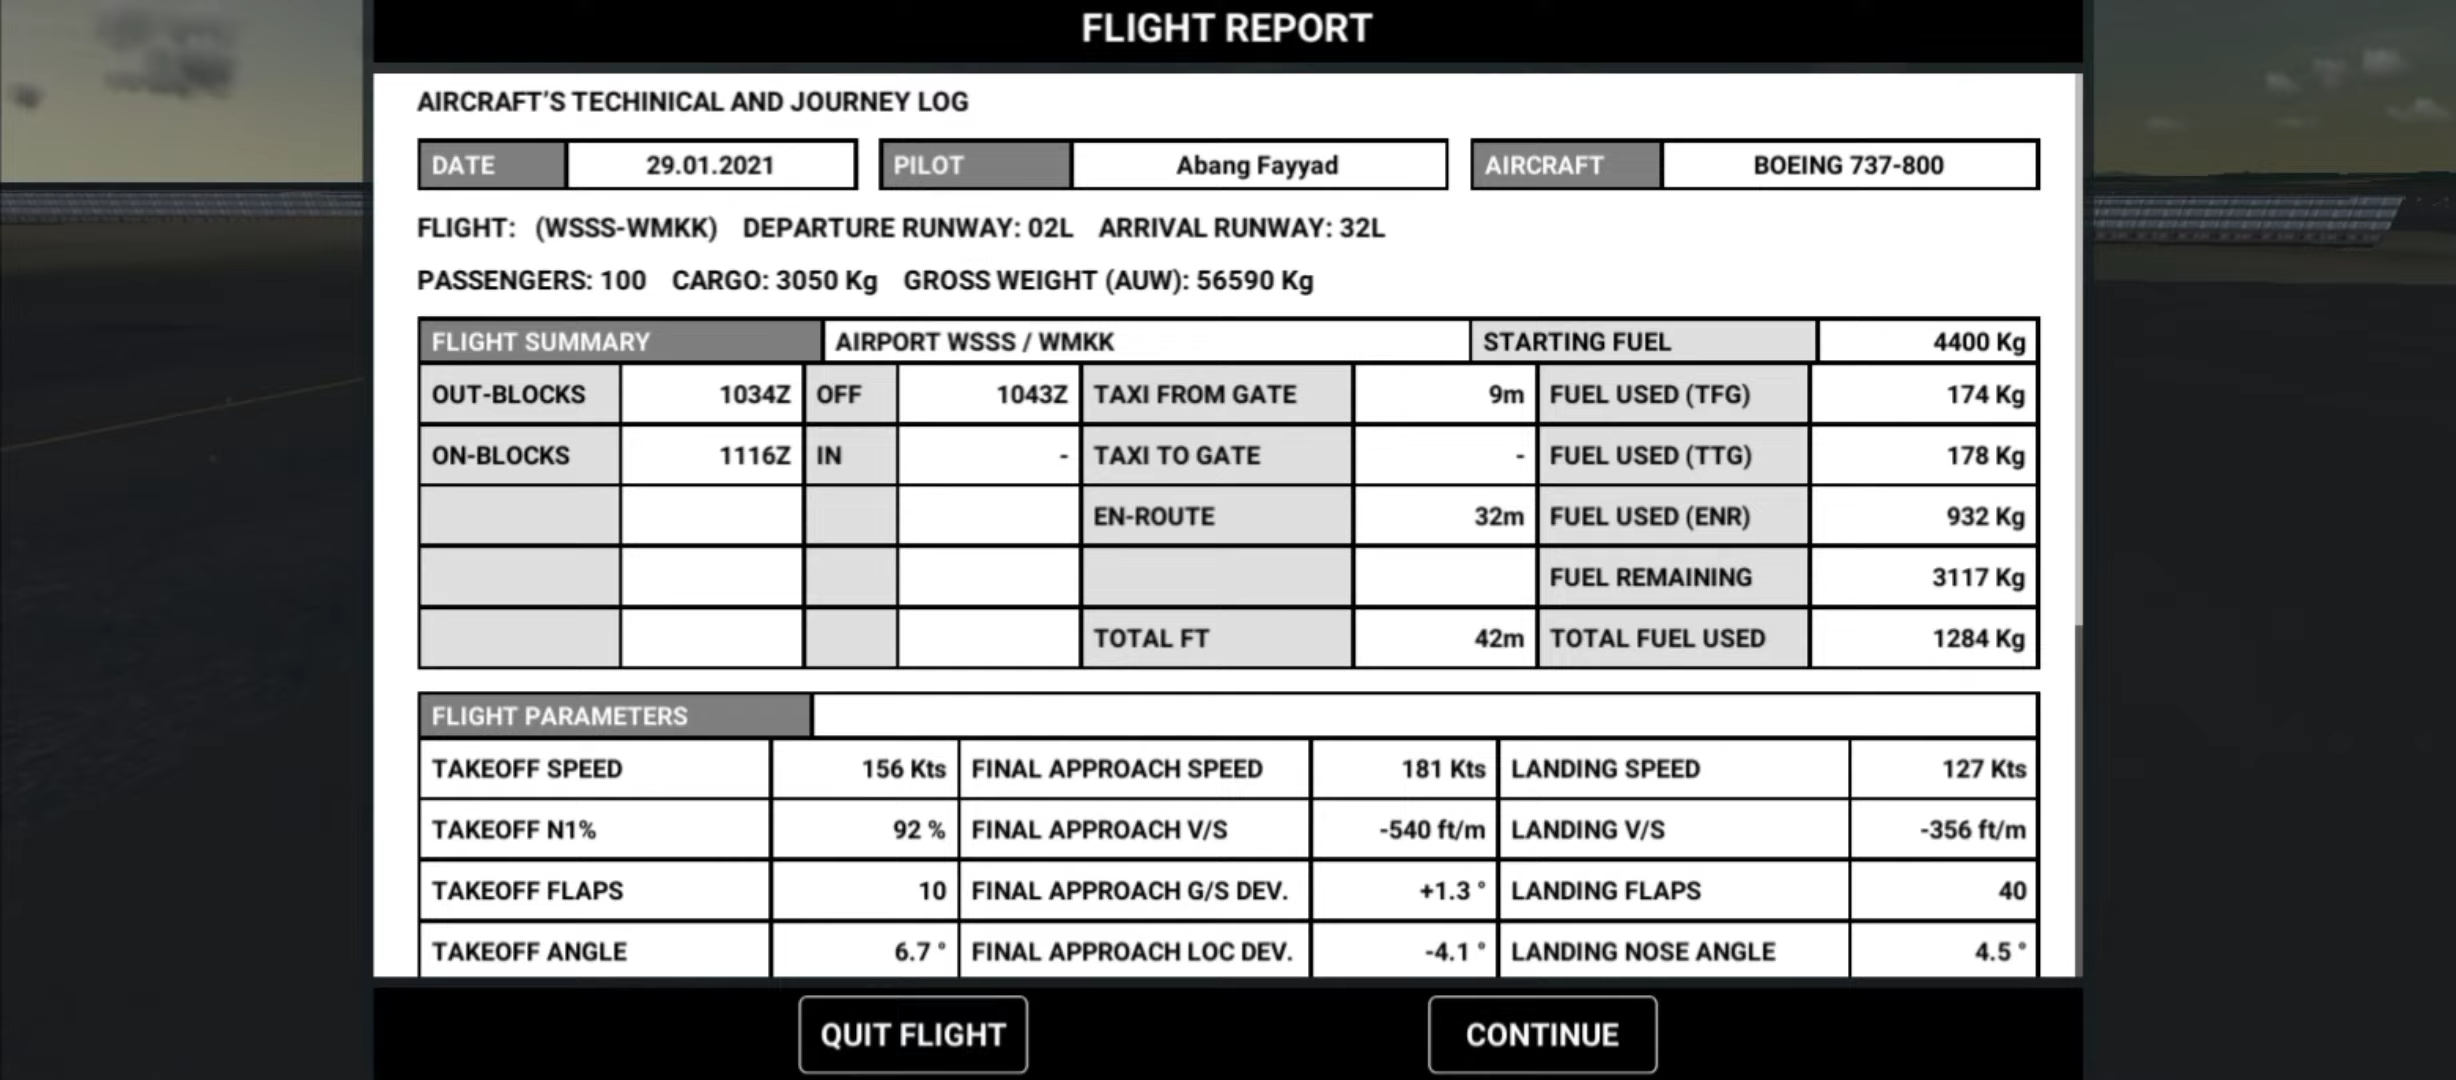 FLIGHT REPORT
AIRCRAFT'S TECHINICAL AND JOURNEY LOG
DATE 29.01.2021 PILOT Abang Fayyad AIRCRAFT BOEING 737-800
FLIGHT: (WSSS-WMKK) DEPARTURE RUNWAY: 02L ARRIVAL RUNWAY: 32L
PASSENGERS: 100 CARGO: 3050 Kg GROSS WEIGHT (AUW): 56590 Kg
FLIGHT SUMMARY AIRPORT WSSS / WMKK STARTING FUEL 4400 Kg
OUT-BLOCKS 1034Z OFF 1043Z TAXI FROM GATE 9m FUEL USED (TFG) 174 Kg
ON-BLOCKS 1116Z IN - TAXI TO GATE - FUEL USED (TTG) 178 Kg
EN-ROUTE 32m FUEL USED (ENR) 932 Kg
FUEL REMAINING 3117 Kg
TOTAL FT 42m TOTAL FUEL USED 1284 Kg
FLIGHT PARAMETERS
TAKEOFF SPEED 156 Kts FINAL APPROACH SPEED 181 Kts LANDING SPEED 127 Kts
TAKEOFF N1% 92 % FINAL APPROACH V/S -540 ft/m LANDING V/S -356 ft/m
TAKEOFF FLAPS 10 FINAL APPROACH G/S DEV. +1.3 ° LANDING FLAPS 40
TAKEOFF ANGLE 6.7 ° FINAL APPROACH LOC DEV. -4.1 ° LANDING NOSE ANGLE 4.5 °
QUIT FLIGHT CONTINUE